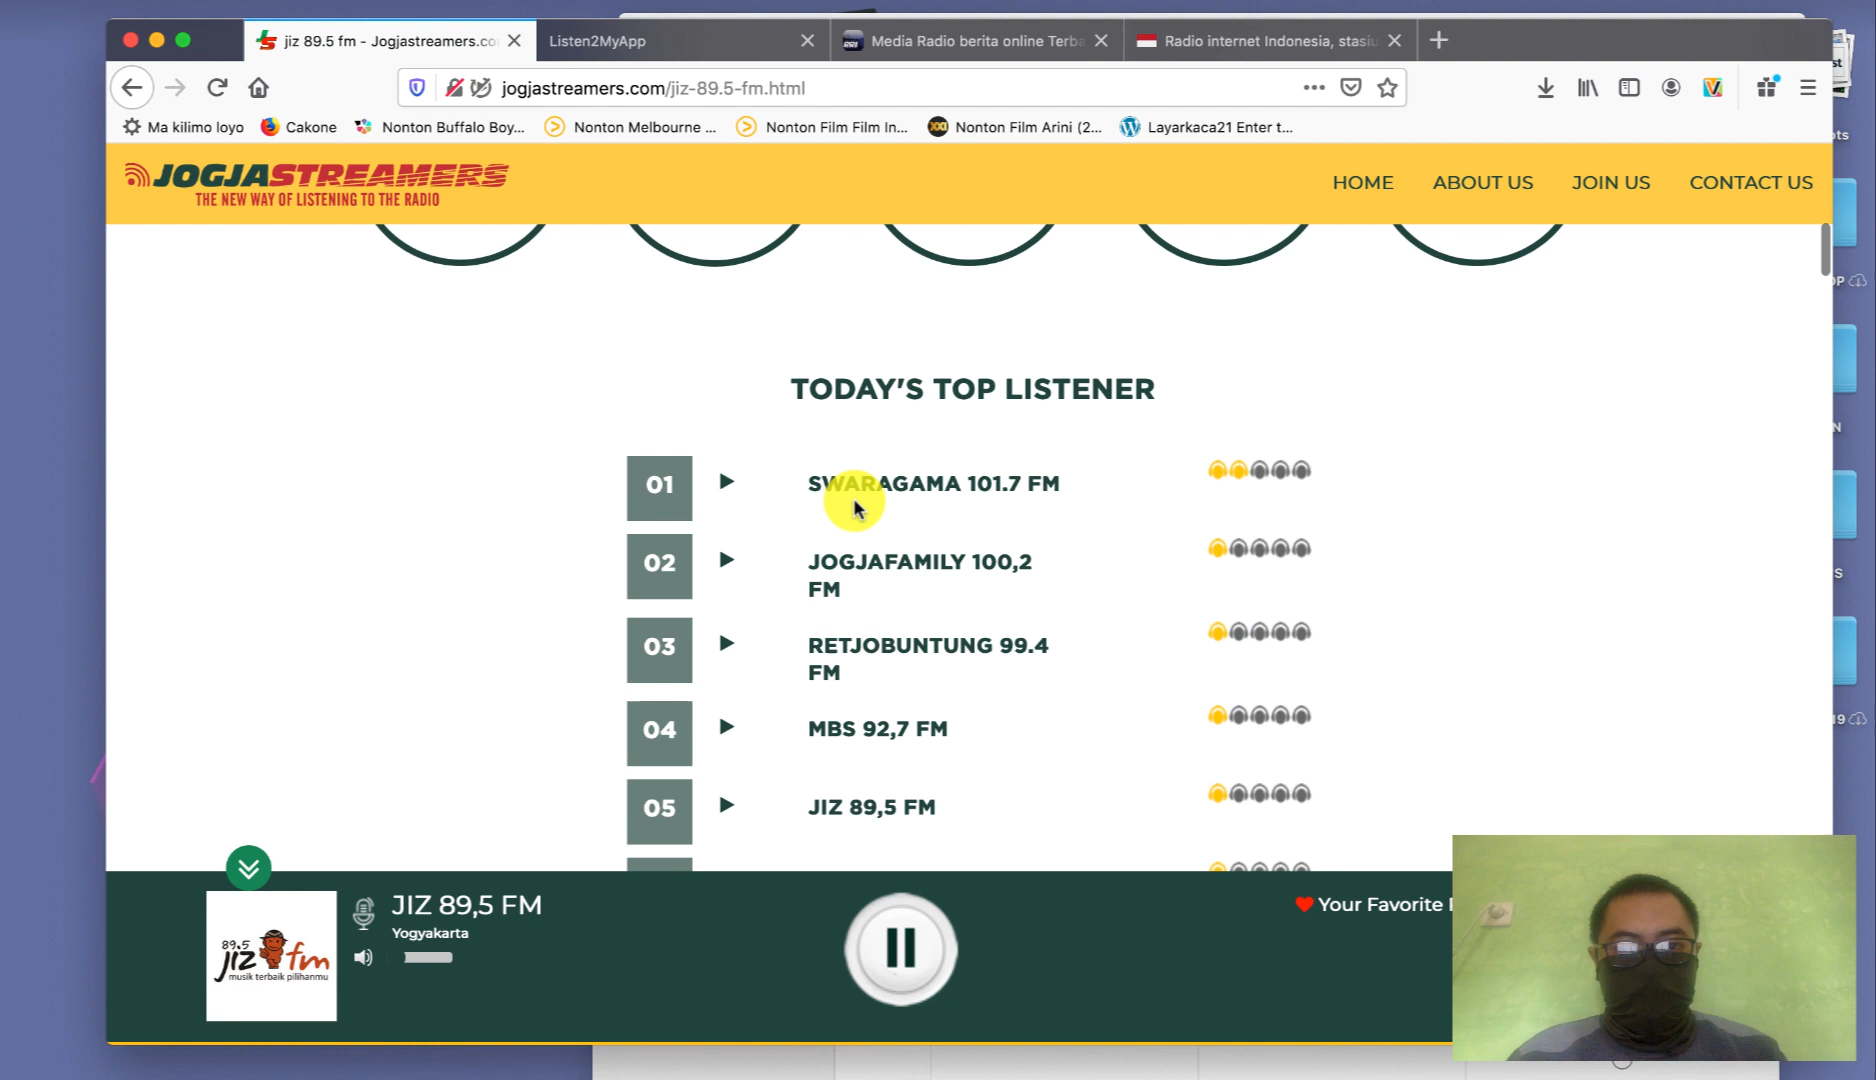 jiz 89.5 fm - Jogjastreamers.co
Listen2MyApp
Media Radio berita online Terba
Radio internet Indonesia, stasiu
jogjastreamers.com/jiz-89.5-fm.html
Ma kilimo loyo
Cakone
Nonton Buffalo Boy...
Nonton Melbourne ...
Nonton Film Film In...
Nonton Film Arini (2...
Layarkaca21 Enter t...
JOGJASTREAMERS
THE NEW WAY OF LISTENING TO THE RADIO
HOME
ABOUT US
JOIN US
CONTACT US
TODAY'S TOP LISTENER
01
SWARAGAMA 101.7 FM
02
JOGJAFAMILY 100,2
FM
03
RETJOBUNTUNG 99.4
FM
04
MBS 92,7 FM
05
JIZ 89,5 FM
JIZ 89,5 FM
Yogyakarta
89.5
jiz fm
musik terbaik pilihanmu
Your Favorite
st
ots
OP
N
S
19